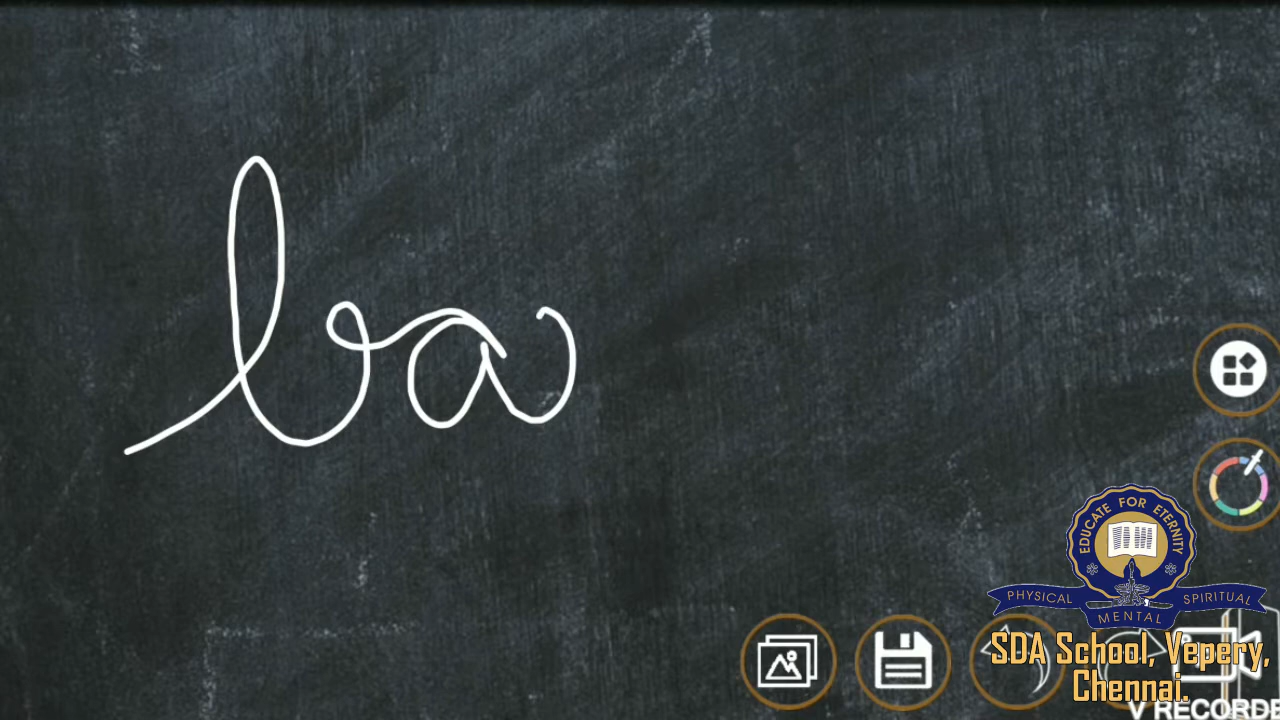 ba
EDUCATE FOR ETERNITY
PHYSICAL MENTAL SPIRITUAL
SDA School, Vepery,
Chennai.
V RECORDE